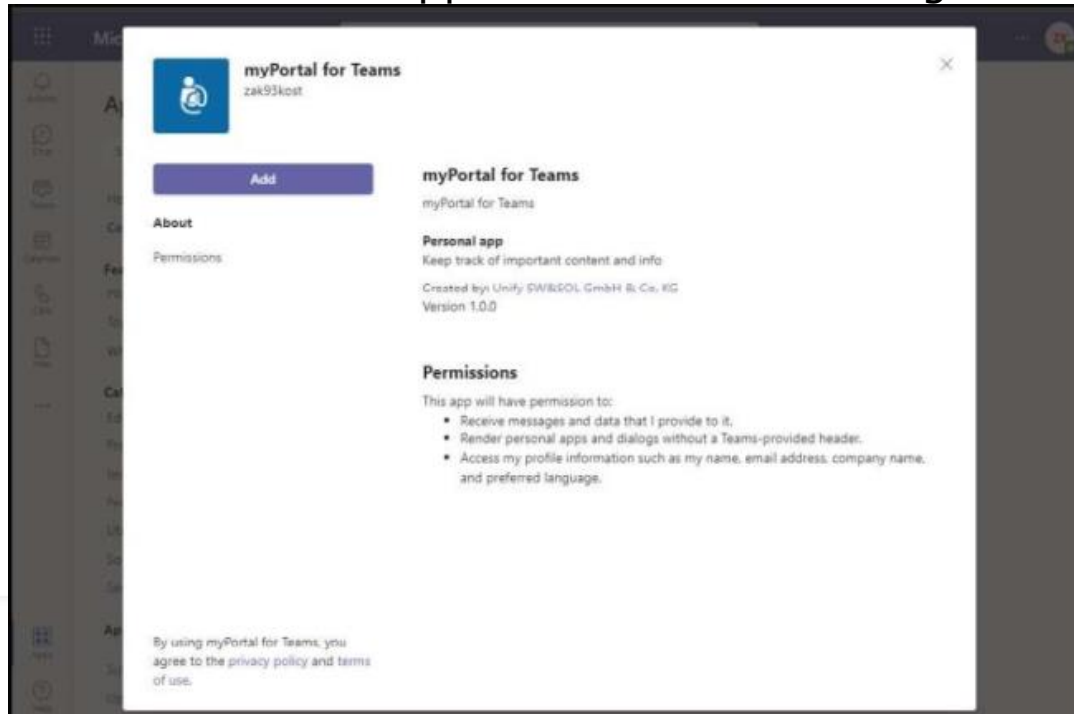 myPortal for Teams
zak93kost
Add
About
Permissions
myPortal for Teams
myPortal for Teams
Personal app
Keep track of important content and info
Created by: Unify SW&SOL GmbH & Co. KG
Version 1.0.0
Permissions
This app will have permission to:
Receive messages and data that I provide to it.
Render personal apps and dialogs without a Teams-provided header.
Access my profile information such as my name, email address, company name,
and preferred language.
By using myPortal for Teams, you
agree to the privacy policy and terms
of use.